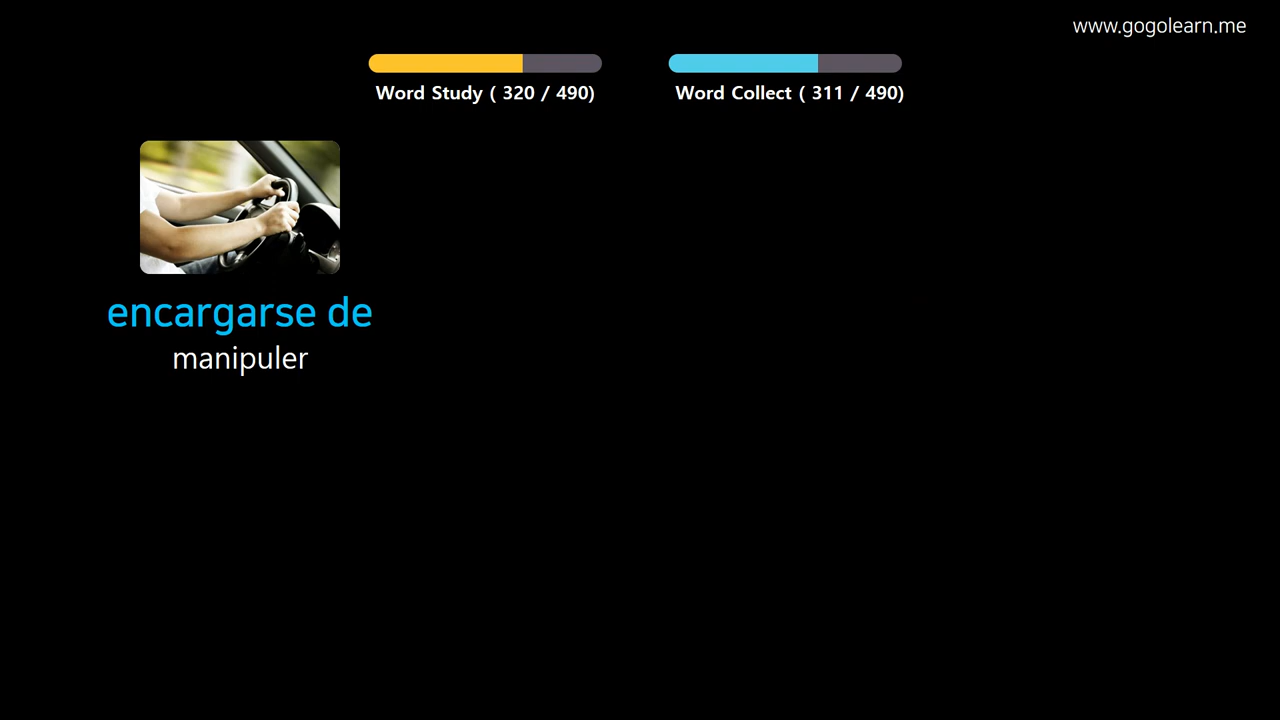 www.gogolearn.me
Word Study ( 320 / 490)
Word Collect ( 311 / 490)
encargarse de
manipuler